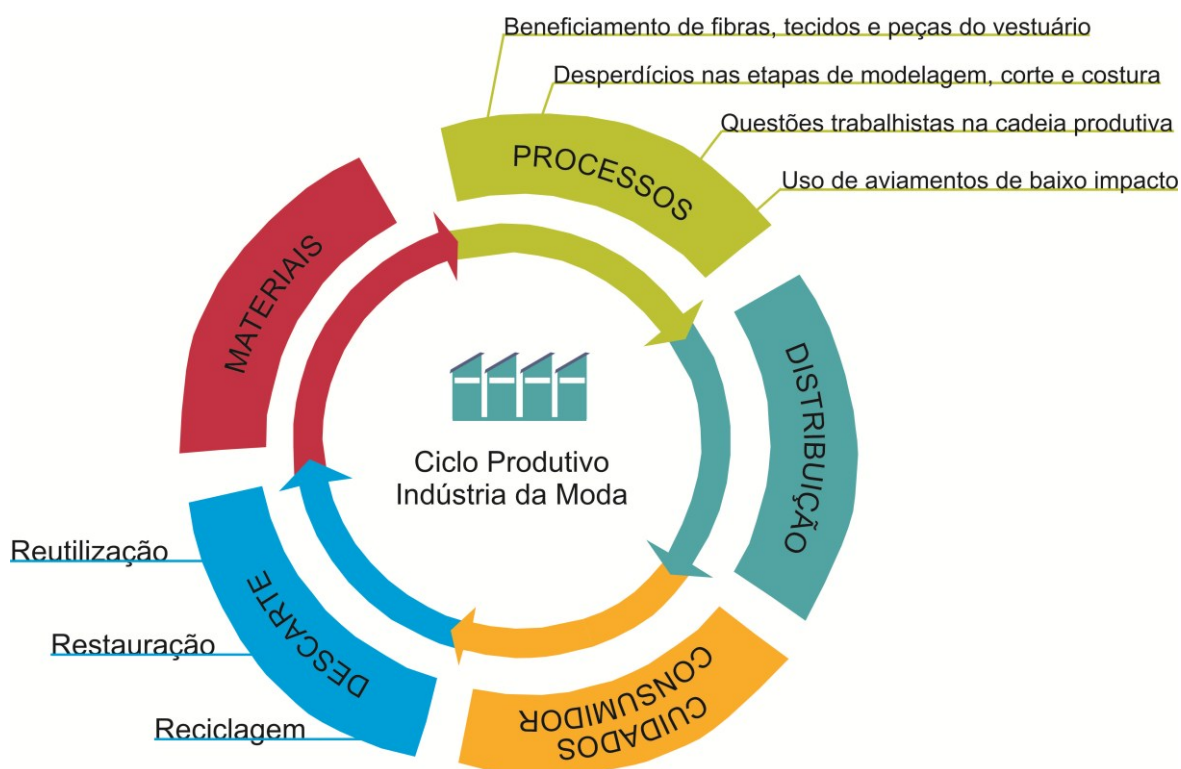 Beneficiamento de fibras, tecidos e peças do vestuário
Desperdícios nas etapas de modelagem, corte e costura
Questões trabalhistas na cadeia produtiva
Uso de aviamentos de baixo impacto
PROCESSOS
MATERIAIS
DISTRIBUIÇÃO
Ciclo Produtivo
Indústria da Moda
Reutilização
Restauração
Reciclagem
DESCARTE
CUIDADOS
CONSUMIDOR